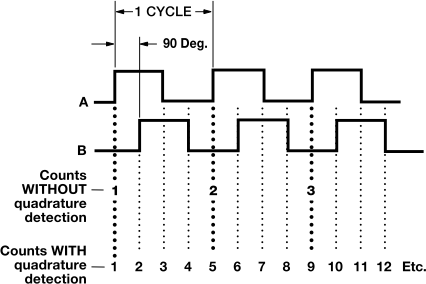 1 CYCLE
90 Deg.
A
B
Counts
WITHOUT
quadrature
detection
1 2 3
Counts WITH
quadrature
detection
1 2 3 4 5 6 7 8 9 10 11 12 Etc.